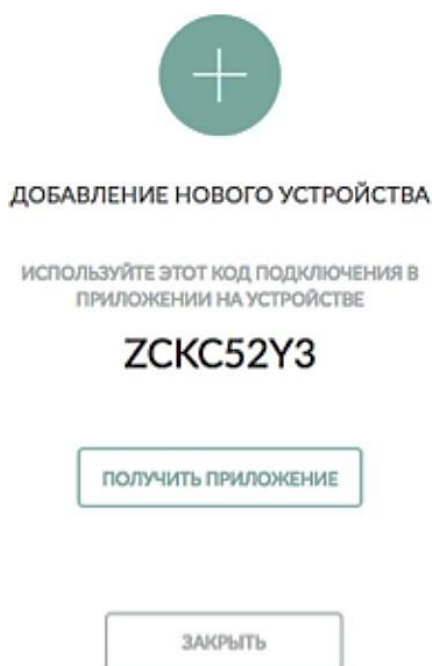 ДОБАВЛЕНИЕ НОВОГО УСТРОЙСТВА
ИСПОЛЬЗУЙТЕ ЭТОТ КОД ПОДКЛЮЧЕНИЯ В
ПРИЛОЖЕНИИ НА УСТРОЙСТВЕ
ZCKC52Y3
ПОЛУЧИТЬ ПРИЛОЖЕНИЕ
ЗАКРЫТЬ